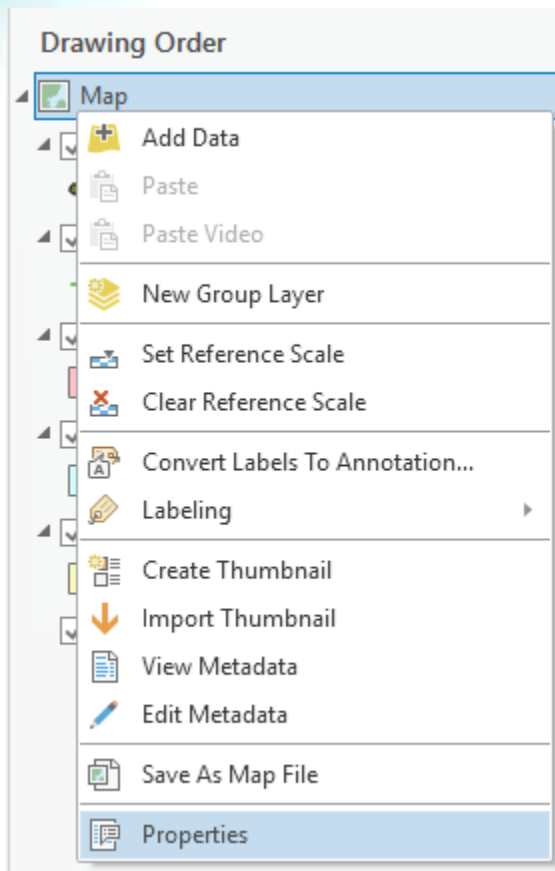 Drawing Order
Map
Add Data
Paste
Paste Video
New Group Layer
Set Reference Scale
Clear Reference Scale
Convert Labels To Annotation...
Labeling
Create Thumbnail
Import Thumbnail
View Metadata
Edit Metadata
Save As Map File
Properties